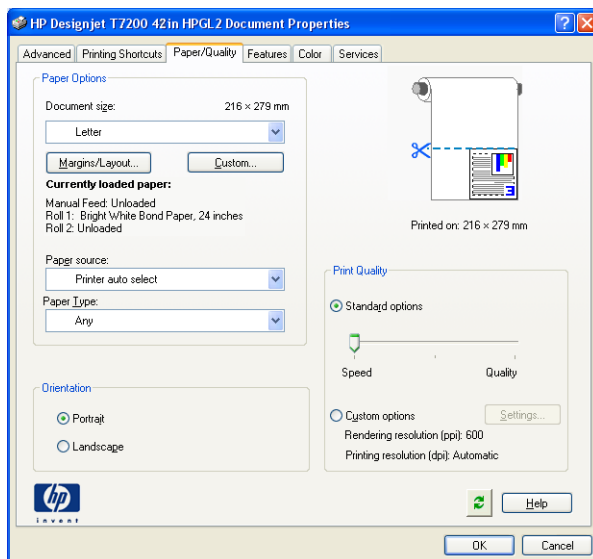 HP Designjet T7200 42in HPGL2 Document Properties
Advanced Printing Shortcuts Paper/Quality Features Color Services
Paper Options
Document size: 216 × 279 mm
Letter
Margins/Layout... Custom...
Currently loaded paper:
Manual Feed: Unloaded
Roll 1: Bright White Bond Paper, 24 inches
Roll 2: Unloaded
Paper source:
Printer auto select
Paper Type:
Any
Orientation
Portrait
Landscape
3
Printed on: 216 × 279 mm
Print Quality
Standard options
Speed Quality
Custom options Settings...
Rendering resolution (ppi): 600
Printing resolution (dpi): Automatic
hp
invent
Help
OK Cancel